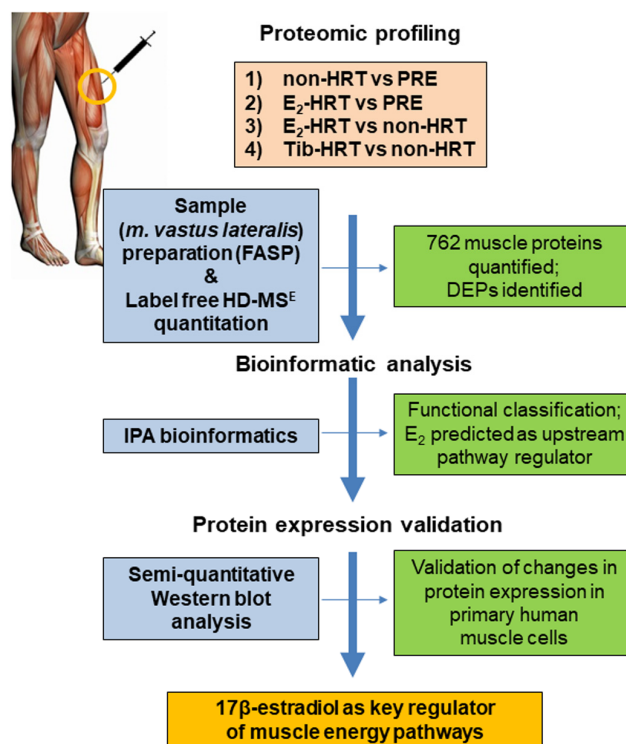 Proteomic profiling
1) non-HRT vs PRE
2) E₂-HRT vs PRE
3) E₂-HRT vs non-HRT
4) Tib-HRT vs non-HRT
Sample
(m. vastus lateralis)
preparation (FASP)
&
Label free HD-MSᴱ
quantitation
762 muscle proteins
quantified;
DEPs identified
Bioinformatic analysis
IPA bioinformatics
Functional classification;
E₂ predicted as upstream
pathway regulator
Protein expression validation
Semi-quantitative
Western blot
analysis
Validation of changes in
protein expression in
primary human
muscle cells
17β-estradiol as key regulator
of muscle energy pathways